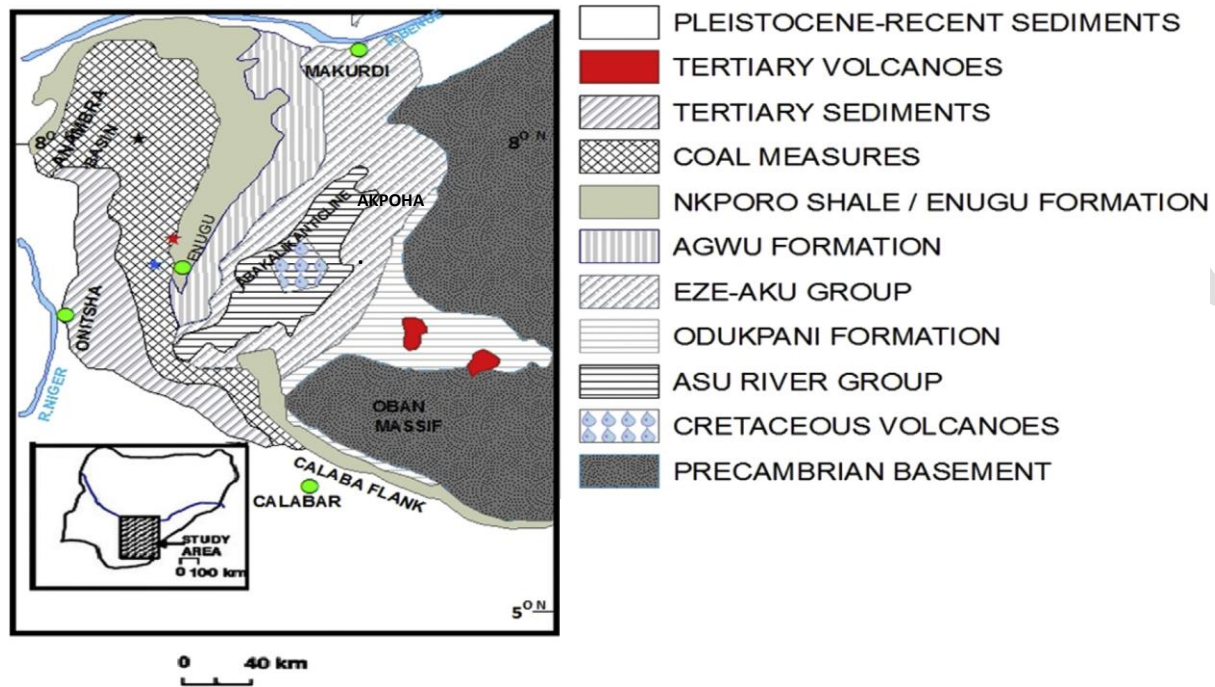 R.BENUE
MAKURDI
8° N
ANAMBRA
BASIN
8° N
ABAKALIKI ANTICLINE
AKPOHA
ENUGU
ONITSHA
R.NIGER
OBAN
MASSIF
CALABA FLANK
CALABAR
STUDY
AREA
0 100 km
5° N
0 40 km
PLEISTOCENE-RECENT SEDIMENTS
TERTIARY VOLCANOES
TERTIARY SEDIMENTS
COAL MEASURES
NKPORO SHALE / ENUGU FORMATION
AGWU FORMATION
EZE-AKU GROUP
ODUKPANI FORMATION
ASU RIVER GROUP
CRETACEOUS VOLCANOES
PRECAMBRIAN BASEMENT